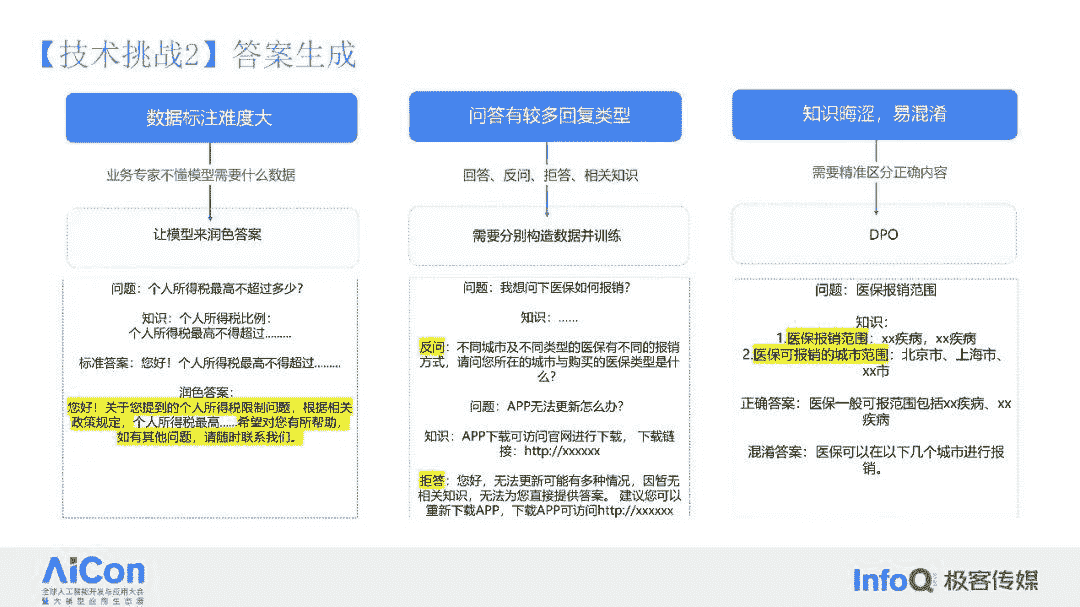 【技术挑战2】答案生成
数据标注难度大
业务专家不懂模型需要什么数据
让模型来润色答案
问题：个人所得税最高不超过多少?
知识：个人所得税比例：
个人所得税最高不得超过………
标准答案：您好！个人所得税最高不得超过………
润色答案：
您好！关于您提到的个人所得税限制问题，根据相关
政策规定，个人所得税最高……希望对您有所帮助，
如有其他问题，请随时联系我们。
问答有较多回复类型
回答、反问、拒答、相关知识
需要分别构造数据并训练
问题：我想问下医保如何报销?
知识：……
反问：不同城市及不同类型的医保有不同的报销
方式，请问您所在的城市与购买的医保类型是什
么?
问题：APP无法更新怎么办?
知识：APP下载可访问官网进行下载， 下载链
接：http://xxxxxx
拒答：您好，无法更新可能有多种情况，因暂无
相关知识，无法为您直接提供答案。 建议您可以
重新下载APP，下载APP可访问http://xxxxxx
知识晦涩，易混淆
需要精准区分正确内容
DPO
问题：医保报销范围
知识：
1.医保报销范围：xx疾病，xx疾病
2.医保可报销的城市范围：北京市、上海市、
xx市
正确答案：医保一般可报范围包括xx疾病、xx
疾病
混淆答案：医保可以在以下几个城市进行报
销。
AiCon
全球人工智能开发与应用大会
暨大模型应用生态展
InfoQ 极客传媒